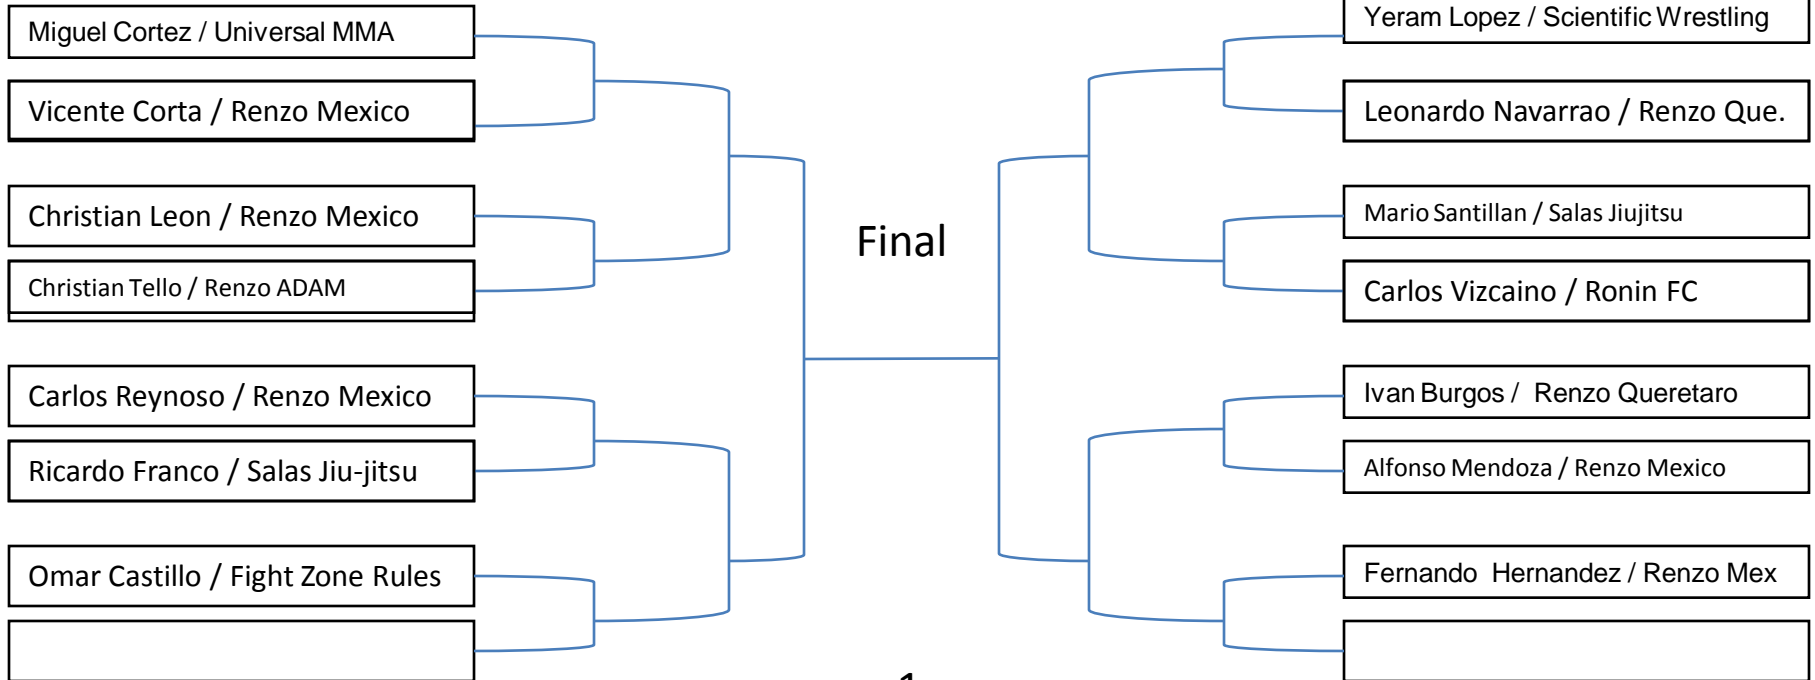 Miguel Cortez / Universal MMA
Vicente Corta / Renzo Mexico
Christian Leon / Renzo Mexico
Christian Tello / Renzo ADAM
Carlos Reynoso / Renzo Mexico
Ricardo Franco / Salas Jiu-jitsu
Omar Castillo / Fight Zone Rules
Final
1
Yeram Lopez / Scientific Wrestling
Leonardo Navarrao / Renzo Que.
Mario Santillan / Salas Jiujitsu
Carlos Vizcaino / Ronin FC
Ivan Burgos / Renzo Queretaro
Alfonso Mendoza / Renzo Mexico
Fernando Hernandez / Renzo Mex